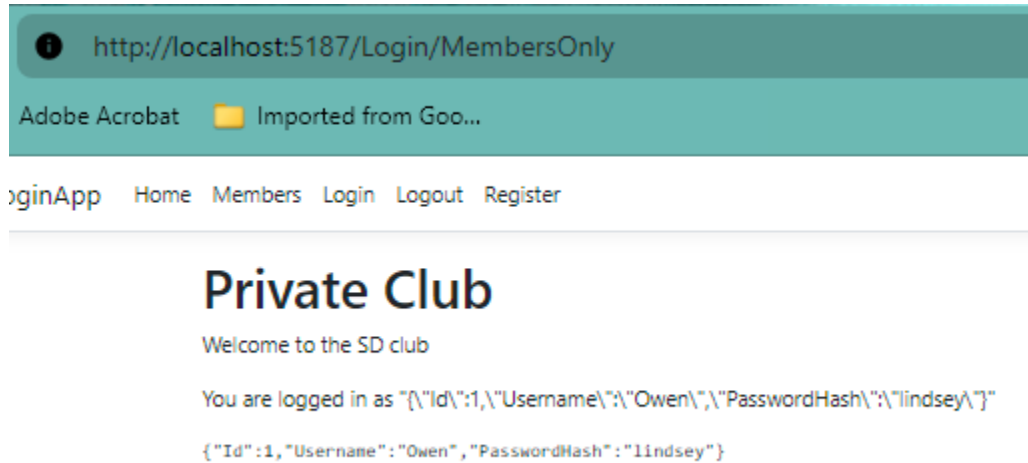 http://localhost:5187/Login/MembersOnly
Adobe Acrobat Imported from Goo...
oginApp Home Members Login Logout Register
Private Club
Welcome to the SD club
You are logged in as "{\"Id\":1,\"Username\":\"Owen\",\"PasswordHash\":\"lindsey\"}"
{"Id":1,"Username":"Owen","PasswordHash":"lindsey"}